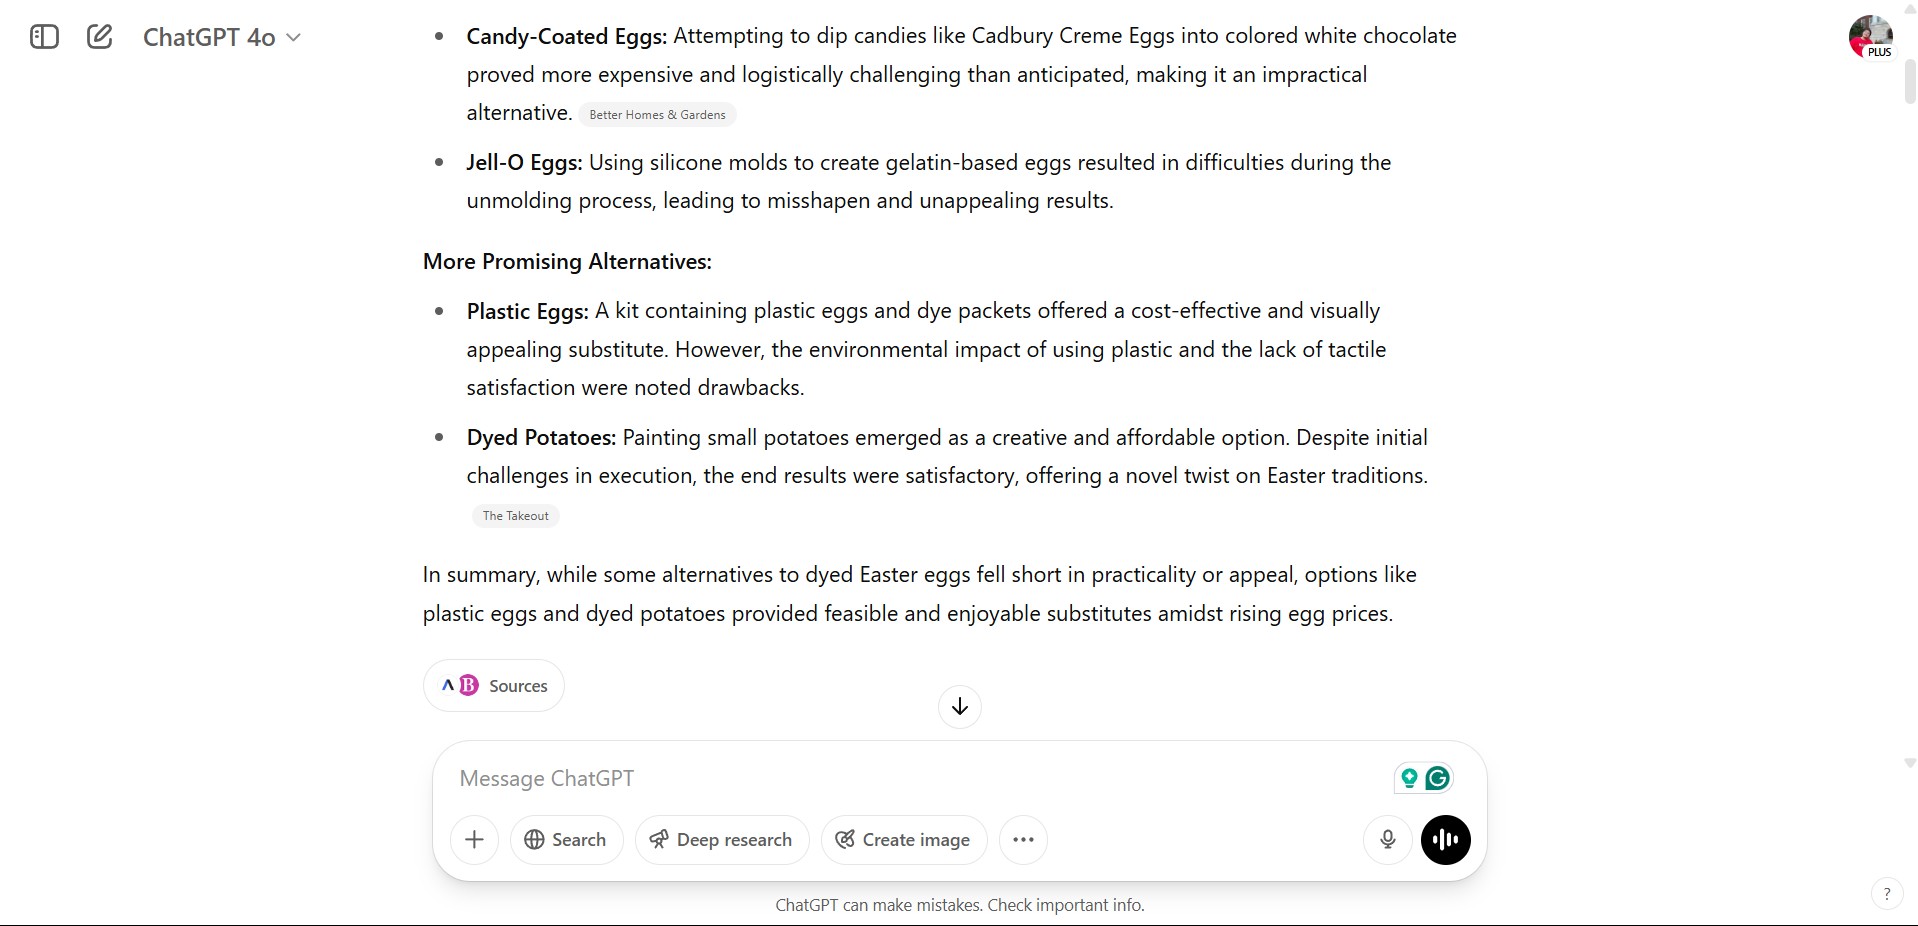 ChatGPT 4o
PLUS
Candy-Coated Eggs: Attempting to dip candies like Cadbury Creme Eggs into colored white chocolate
proved more expensive and logistically challenging than anticipated, making it an impractical
alternative. Better Homes & Gardens
Jell-O Eggs: Using silicone molds to create gelatin-based eggs resulted in difficulties during the
unmolding process, leading to misshapen and unappealing results.
More Promising Alternatives:
Plastic Eggs: A kit containing plastic eggs and dye packets offered a cost-effective and visually
appealing substitute. However, the environmental impact of using plastic and the lack of tactile
satisfaction were noted drawbacks.
Dyed Potatoes: Painting small potatoes emerged as a creative and affordable option. Despite initial
challenges in execution, the end results were satisfactory, offering a novel twist on Easter traditions.
The Takeout
In summary, while some alternatives to dyed Easter eggs fell short in practicality or appeal, options like
plastic eggs and dyed potatoes provided feasible and enjoyable substitutes amidst rising egg prices.
B Sources
Message ChatGPT
G
Search Deep research Create image
ChatGPT can make mistakes. Check important info.
?